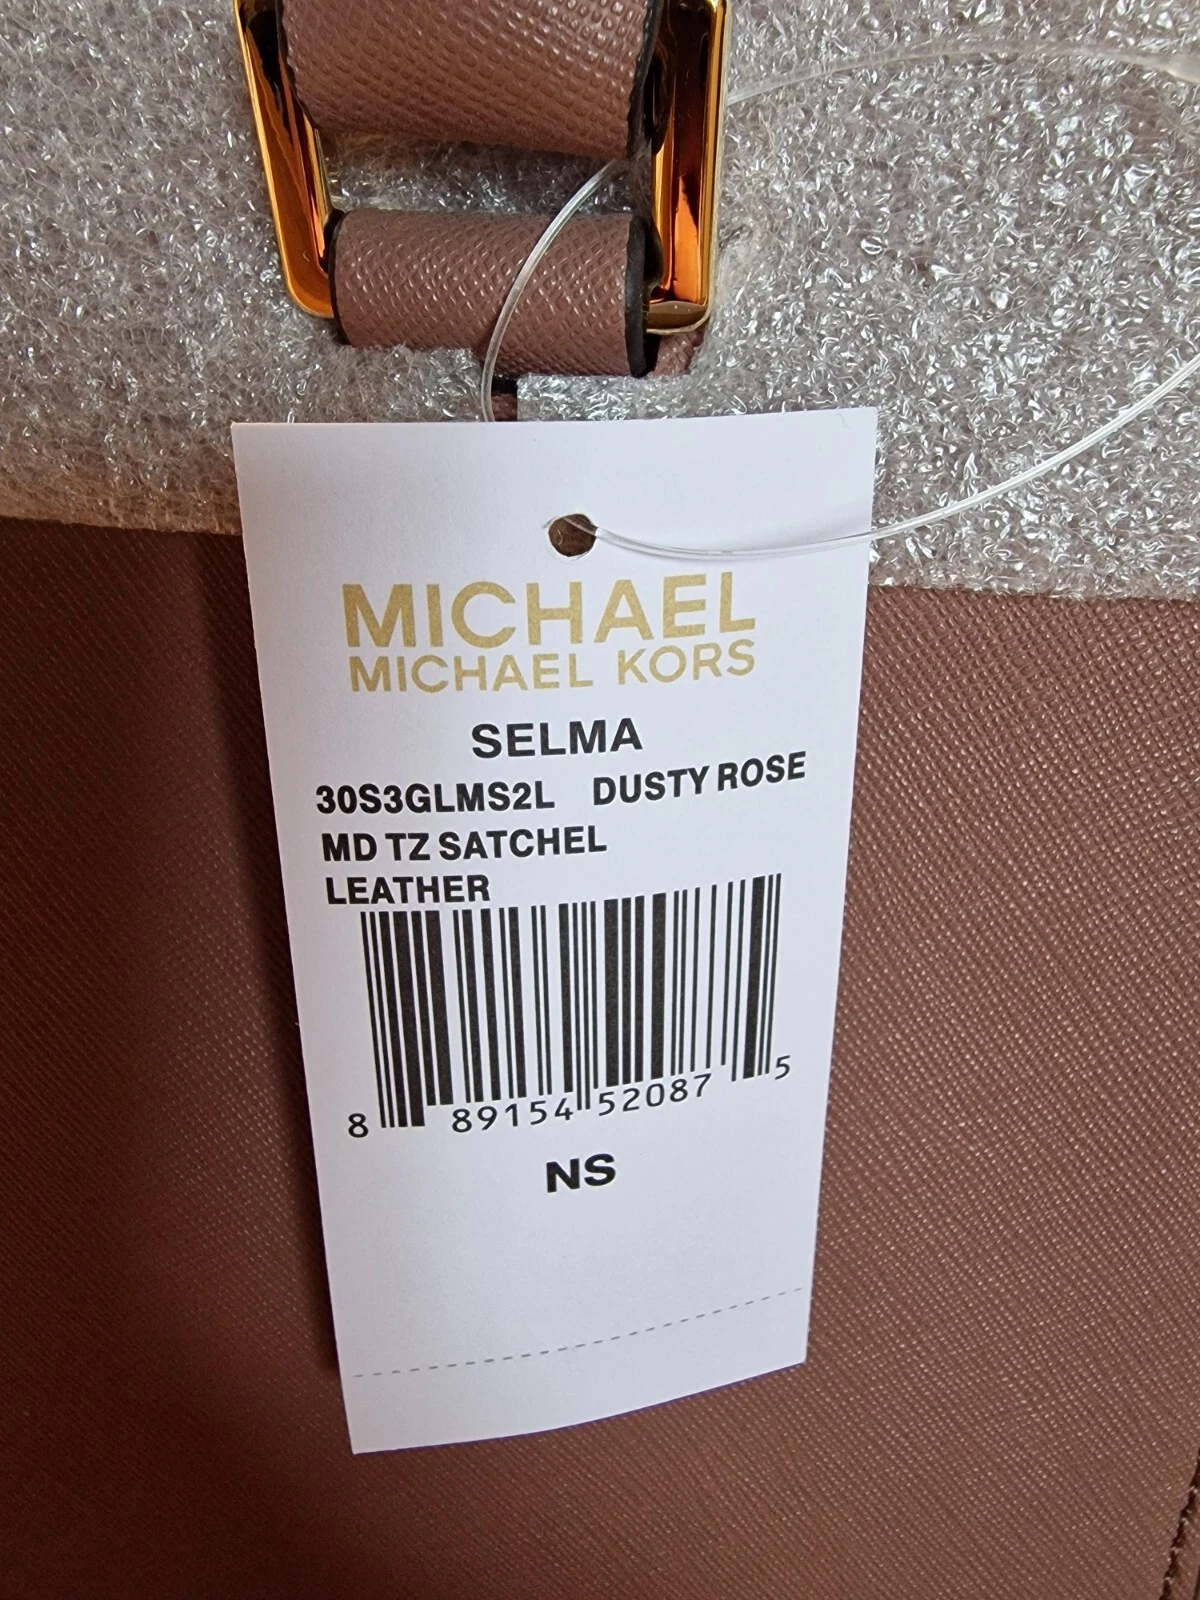 MICHAEL
MICHAEL KORS
SELMA
30S3GLMS2L DUSTY ROSE
MD TZ SATCHEL
LEATHER
8 89154 52087 5
NS